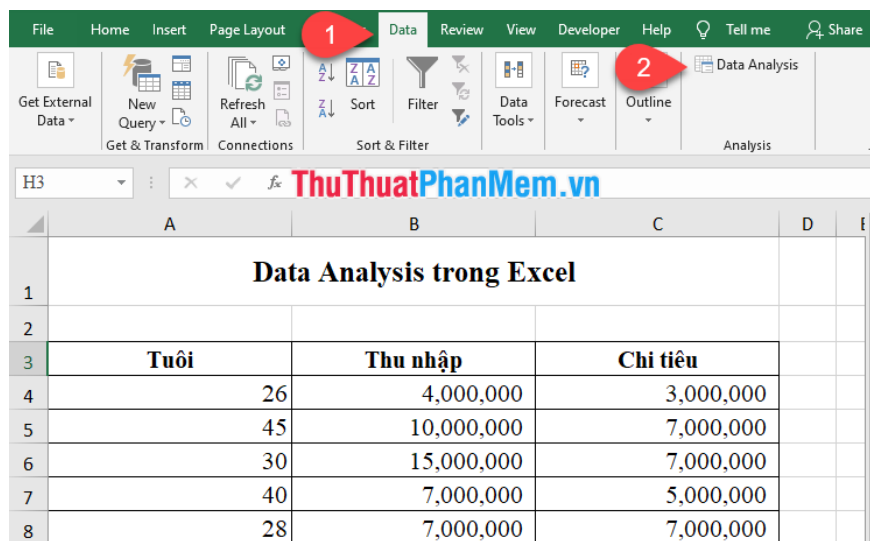 File Home Insert Page Layout 1 Data Review View Developer Help Tell me Share
2 Data Analysis
Get External Data New Query Refresh All Sort Filter Data Tools Forecast Outline
Get & Transform Connections Sort & Filter Analysis
H3 fx ThuThuatPhanMem.vn
A B C D E
1 Data Analysis trong Excel
2
3 Tuôi Thu nhập Chi tiêu
4 26 4,000,000 3,000,000
5 45 10,000,000 7,000,000
6 30 15,000,000 7,000,000
7 40 7,000,000 5,000,000
8 28 7,000,000 7,000,000